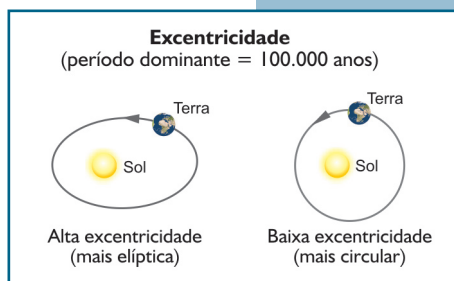 Excentricidade
(período dominante = 100.000 anos)
Terra
Sol
Alta excentricidade
(mais elíptica)
Terra
Sol
Baixa excentricidade
(mais circular)